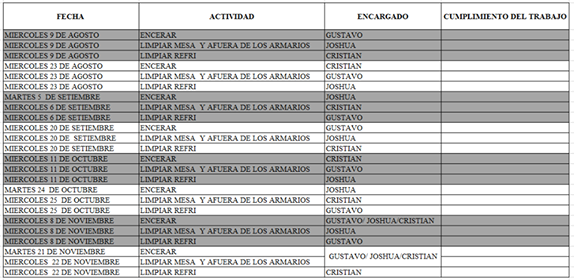 FECHA ACTIVIDAD ENCARGADO CUMPLIMIENTO DEL TRABAJO
MIERCOLES 9 DE AGOSTO ENCERAR GUSTAVO
MIERCOLES 9 DE AGOSTO LIMPIAR MESA Y AFUERA DE LOS ARMARIOS JOSHUA
MIERCOLES 9 DE AGOSTO LIMPIAR REFRI CRISTIAN
MIERCOLES 23 DE AGOSTO ENCERAR CRISTIAN
MIERCOLES 23 DE AGOSTO LIMPIAR MESA Y AFUERA DE LOS ARMARIOS GUSTAVO
MIERCOLES 23 DE AGOSTO LIMPIAR REFRI JOSHUA
MARTES 5 DE SETIEMBRE ENCERAR JOSHUA
MIERCOLES 6 DE SETIEMBRE LIMPIAR MESA Y AFUERA DE LOS ARMARIOS CRISTIAN
MIERCOLES 6 DE SETIEMBRE LIMPIAR REFRI GUSTAVO
MIERCOLES 20 DE SETIEMBRE ENCERAR GUSTAVO
MIERCOLES 20 DE SETIEMBRE LIMPIAR MESA Y AFUERA DE LOS ARMARIOS JOSHUA
MIERCOLES 20 DE SETIEMBRE LIMPIAR REFRI CRISTIAN
MIERCOLES 11 DE OCTUBRE ENCERAR CRISTIAN
MIERCOLES 11 DE OCTUBRE LIMPIAR MESA Y AFUERA DE LOS ARMARIOS GUSTAVO
MIERCOLES 11 DE OCTUBRE LIMPIAR REFRI JOSHUA
MARTES 24 DE OCTUBRE ENCERAR JOSHUA
MIERCOLES 25 DE OCTUBRE LIMPIAR MESA Y AFUERA DE LOS ARMARIOS CRISTIAN
MIERCOLES 25 DE OCTUBRE LIMPIAR REFRI GUSTAVO
MIERCOLES 8 DE NOVIEMBRE ENCERAR GUSTAVO/ JOSHUA/CRISTIAN
MIERCOLES 8 DE NOVIEMBRE LIMPIAR MESA Y AFUERA DE LOS ARMARIOS JOSHUA
MIERCOLES 8 DE NOVIEMBRE LIMPIAR REFRI GUSTAVO
MARTES 21 DE NOVIEMBRE ENCERAR GUSTAVO/ JOSHUA/CRISTIAN
MIERCOLES 22 DE NOVIEMBRE LIMPIAR MESA Y AFUERA DE LOS ARMARIOS
MIERCOLES 22 DE NOVIEMBRE LIMPIAR REFRI CRISTIAN